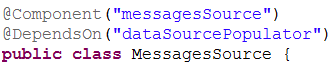 @Component("messagesSource")
@DependsOn("dataSourcePopulator")
public class MessagesSource {